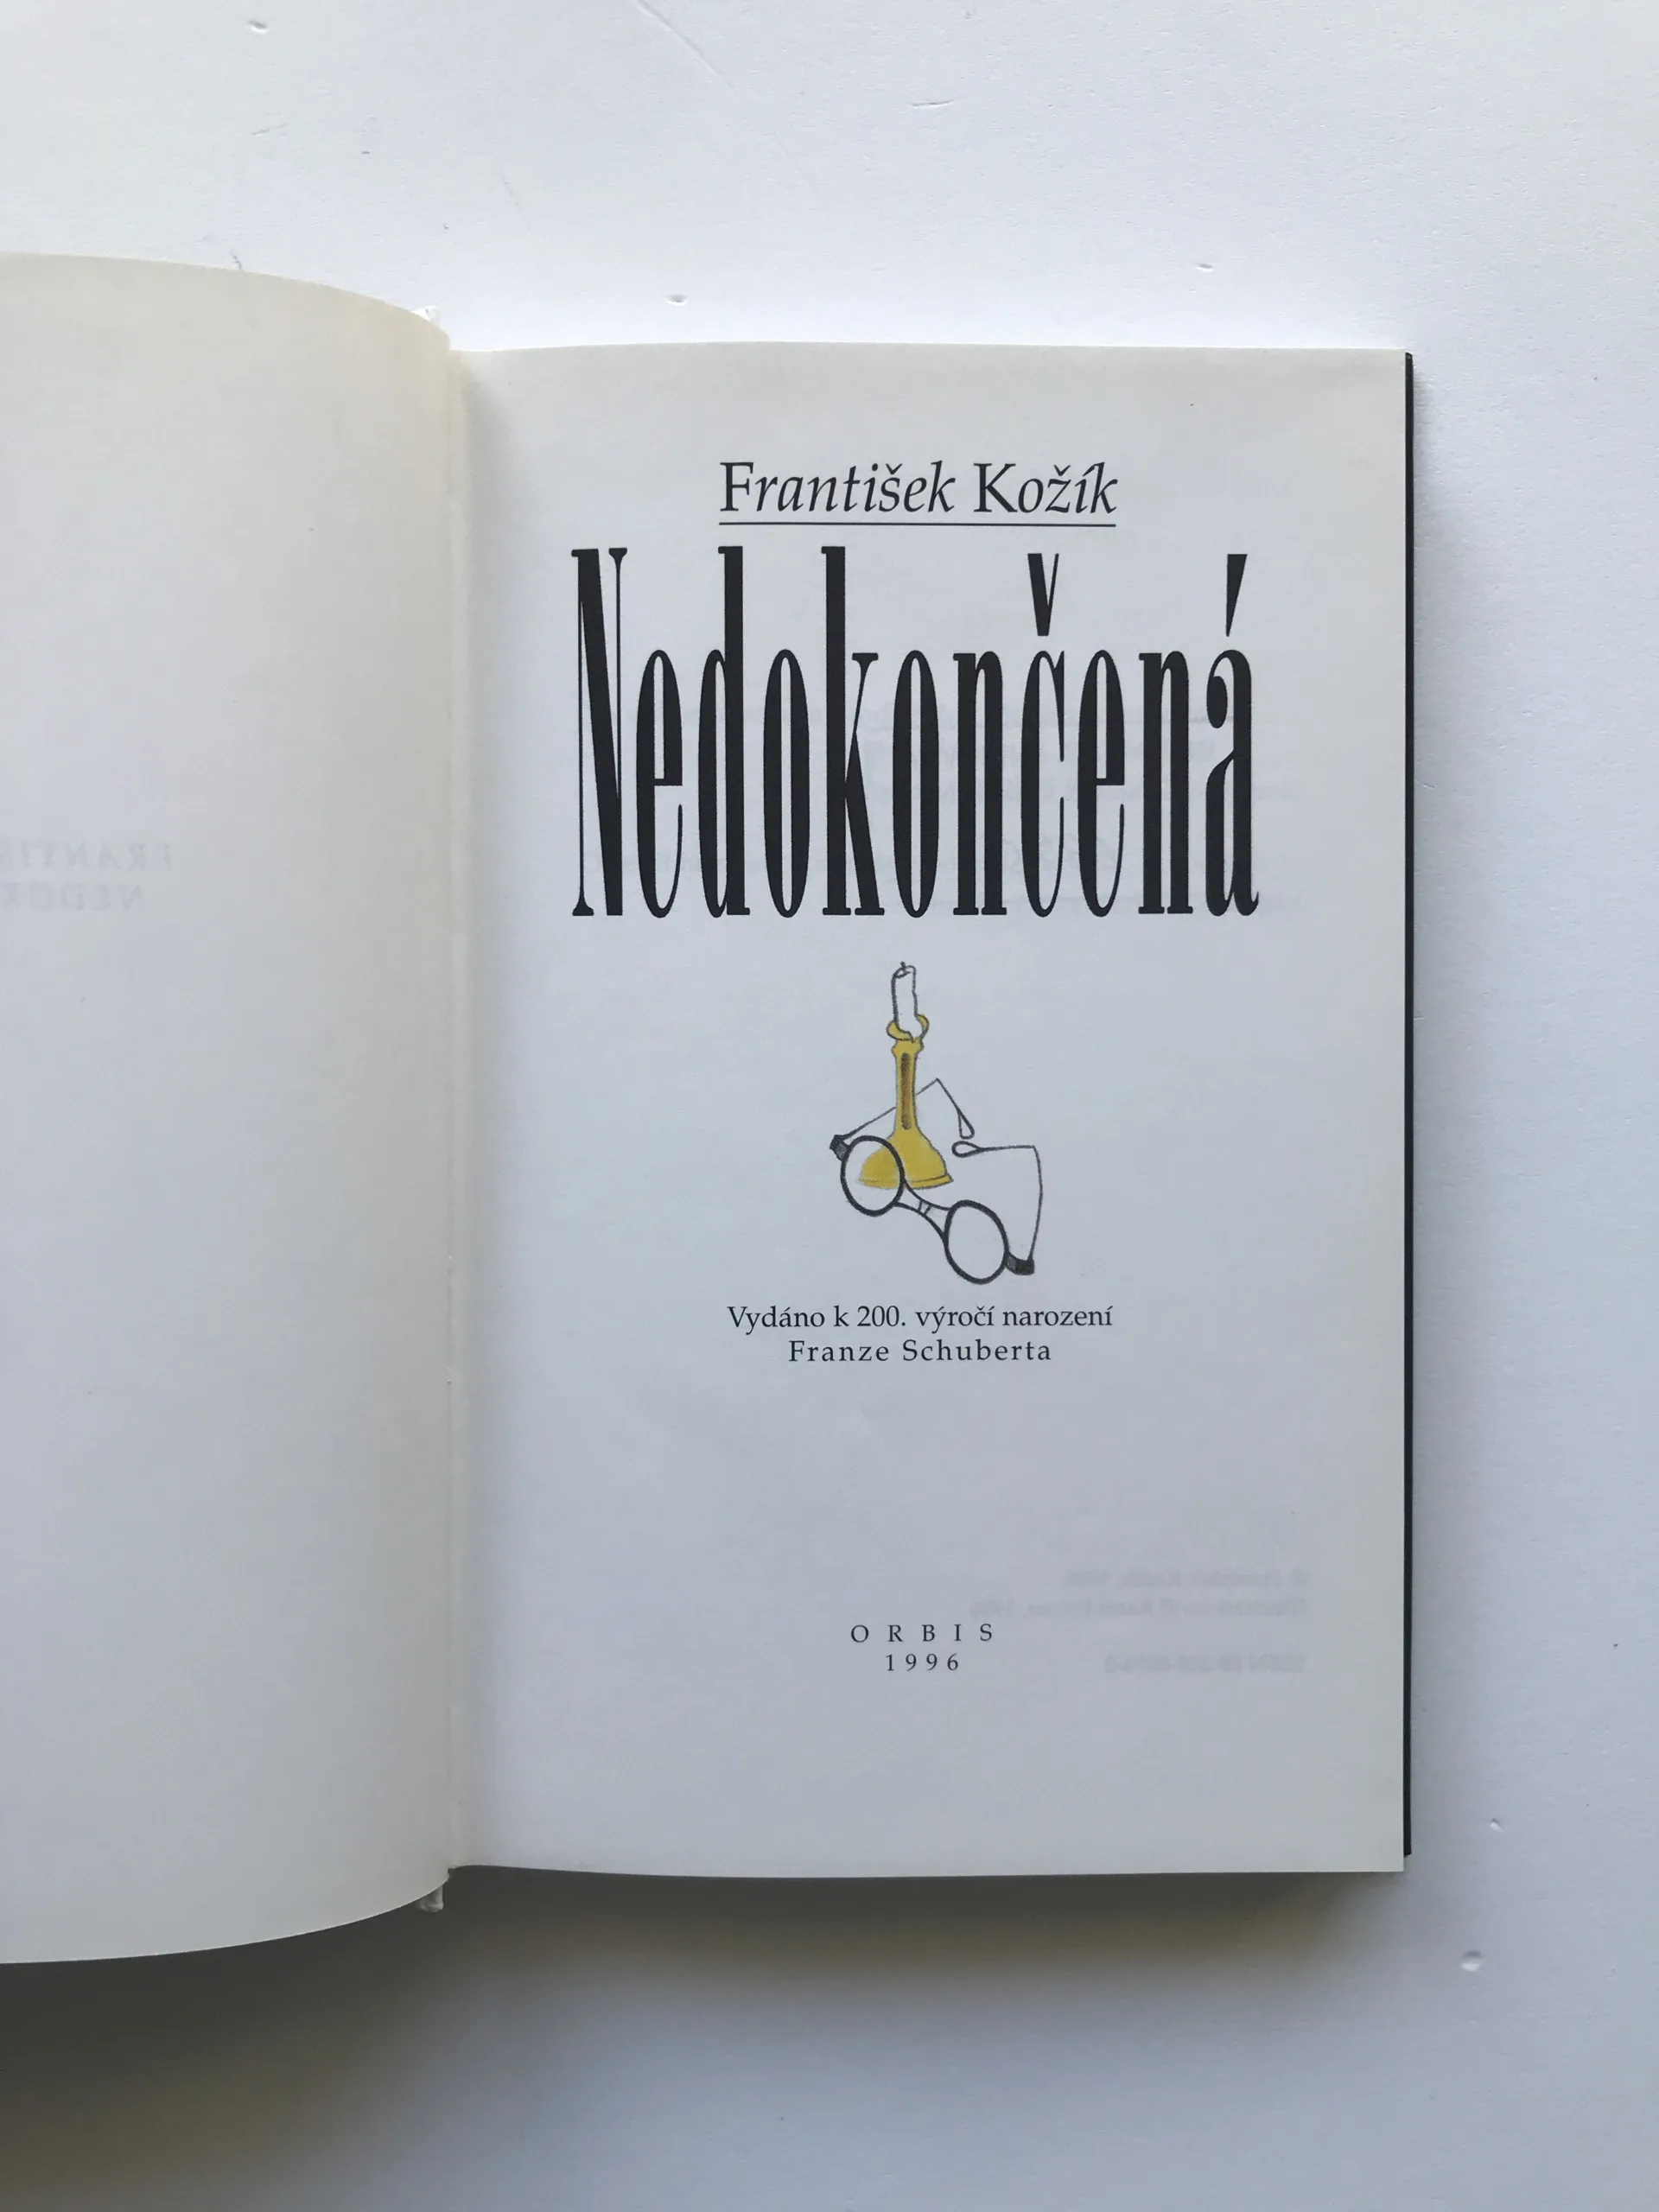 František Kožík
Nedokončená
Vydáno k 200. výročí narození
Franze Schuberta
ORBIS
1996